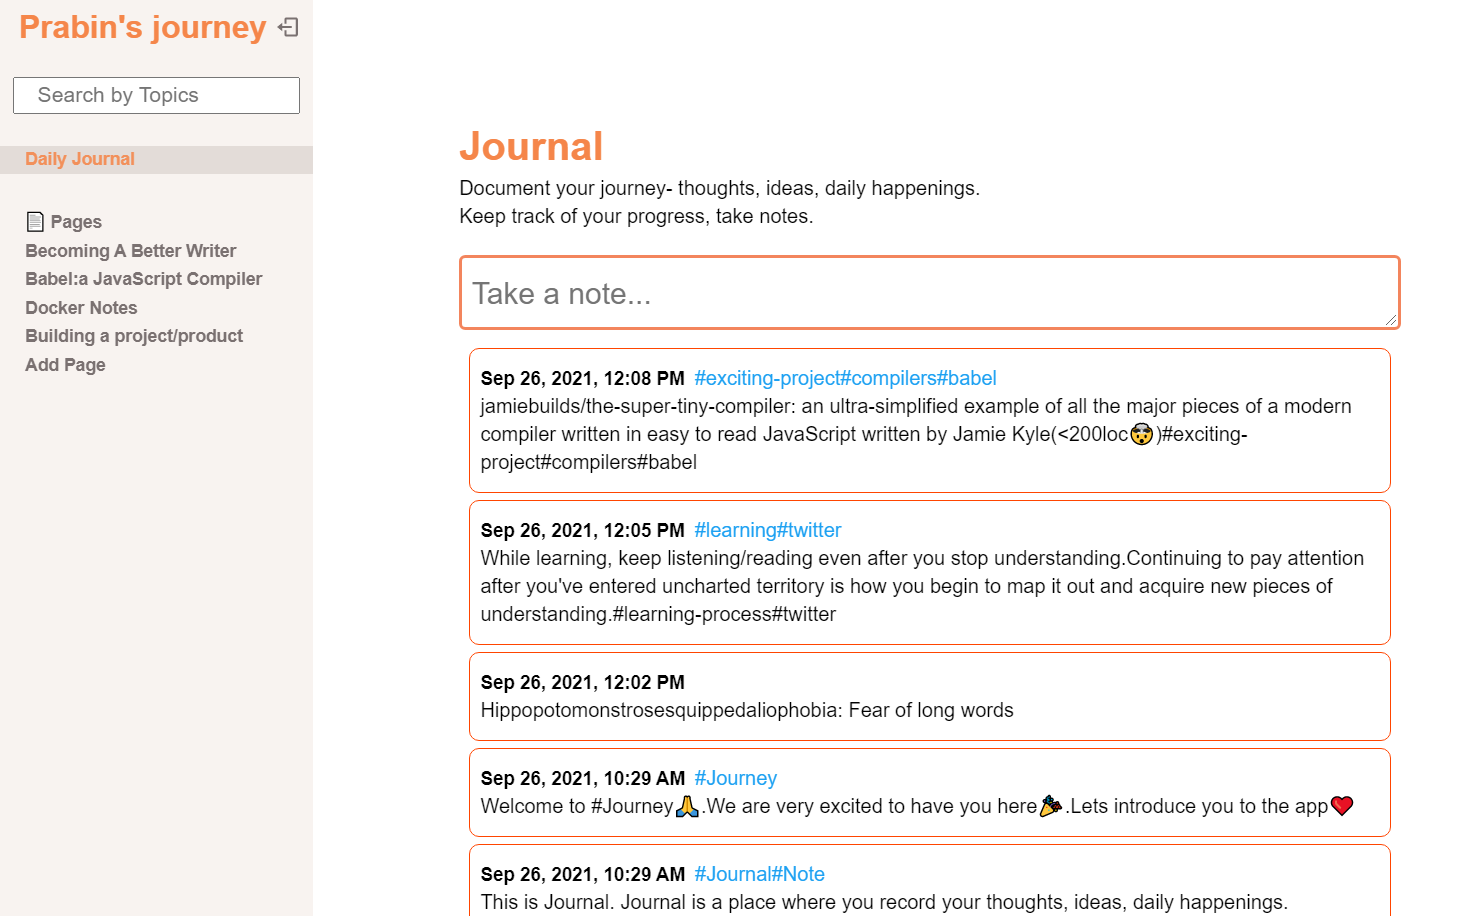 Prabin's journey
Search by Topics
Daily Journal
Pages
Becoming A Better Writer
Babel:a JavaScript Compiler
Docker Notes
Building a project/product
Add Page
Journal
Document your journey- thoughts, ideas, daily happenings.
Keep track of your progress, take notes.
Take a note...
Sep 26, 2021, 12:08 PM #exciting-project#compilers#babel
jamiebuilds/the-super-tiny-compiler: an ultra-simplified example of all the major pieces of a modern
compiler written in easy to read JavaScript written by Jamie Kyle(<200loc🤯)#exciting-
project#compilers#babel
Sep 26, 2021, 12:05 PM #learning#twitter
While learning, keep listening/reading even after you stop understanding.Continuing to pay attention
after you've entered uncharted territory is how you begin to map it out and acquire new pieces of
understanding.#learning-process#twitter
Sep 26, 2021, 12:02 PM
Hippopotomonstrosesquippedaliophobia: Fear of long words
Sep 26, 2021, 10:29 AM #Journey
Welcome to #Journey🙏.We are very excited to have you here🎉.Lets introduce you to the app❤️
Sep 26, 2021, 10:29 AM #Journal#Note
This is Journal. Journal is a place where you record your thoughts, ideas, daily happenings.